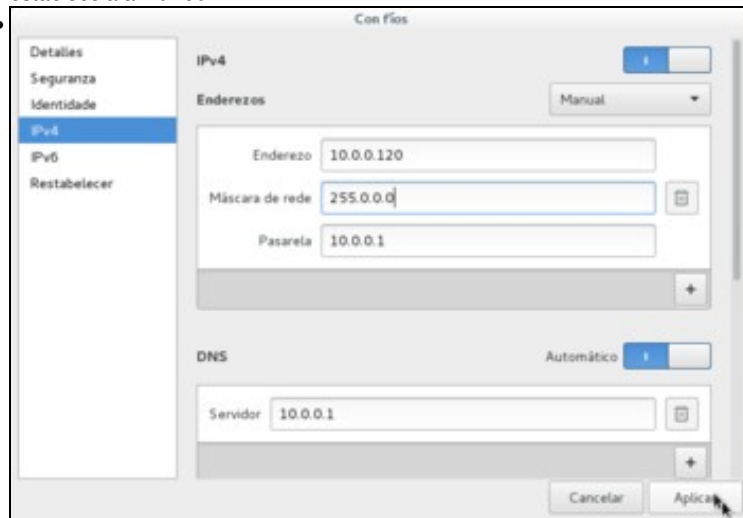 Con fíos
Detalles
Seguranza
Identidade
IPv4
IPv6
Restabelecer
IPv4
Enderezos Manual
Enderezo 10.0.0.120
Máscara de rede 255.0.0.0
Pasarela 10.0.0.1
+
DNS Automático
Servidor 10.0.0.1
+
Cancelar Aplicar